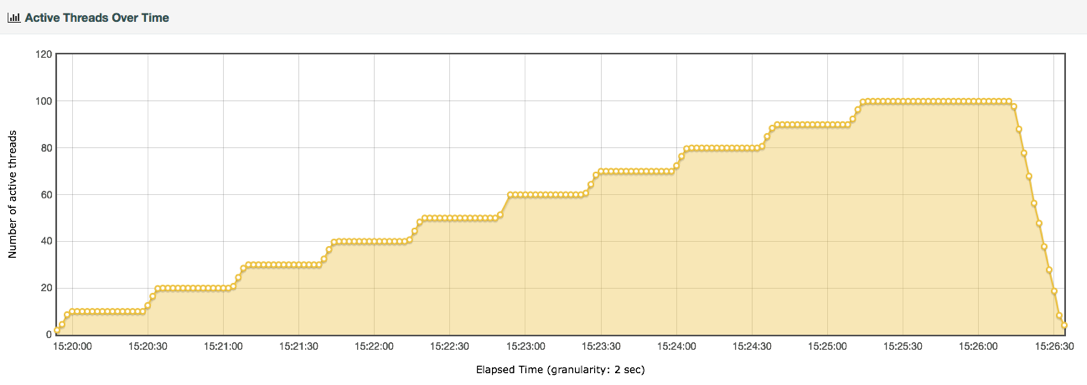 Active Threads Over Time
120
100
80
60
40
20
0
Number of active threads
15:20:00 15:20:30 15:21:00 15:21:30 15:22:00 15:22:30 15:23:00 15:23:30 15:24:00 15:24:30 15:25:00 15:25:30 15:26:00 15:26:30
Elapsed Time (granularity: 2 sec)